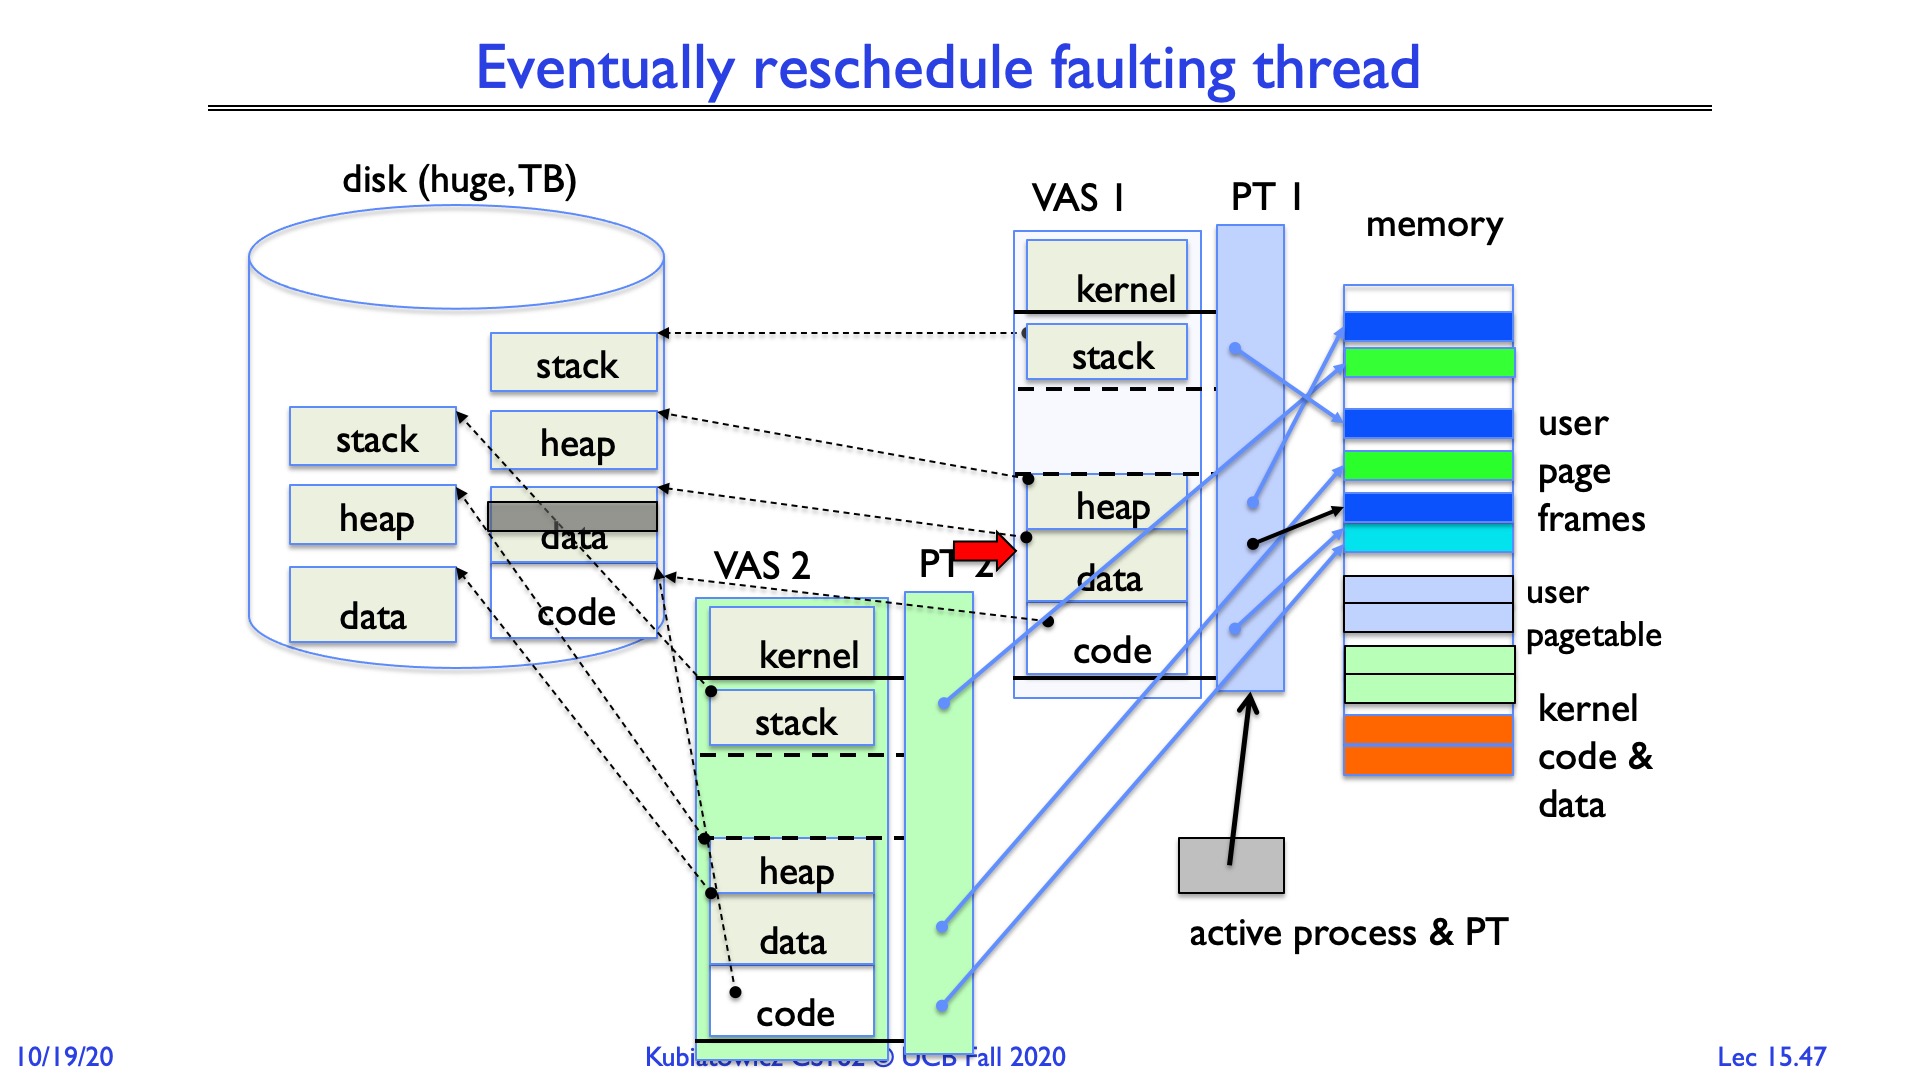 Eventually reschedule faulting thread
disk (huge, TB)
VAS 1
PT 1
memory
kernel
stack
stack
stack
heap
heap
data
code
heap
data
heap
data
code
user
page
frames
user
pagetable
kernel
code &
data
VAS 2
PT 2
kernel
stack
heap
data
code
active process & PT
10/19/20
Kubiatowicz CS162 © UCB Fall 2020
Lec 15.47